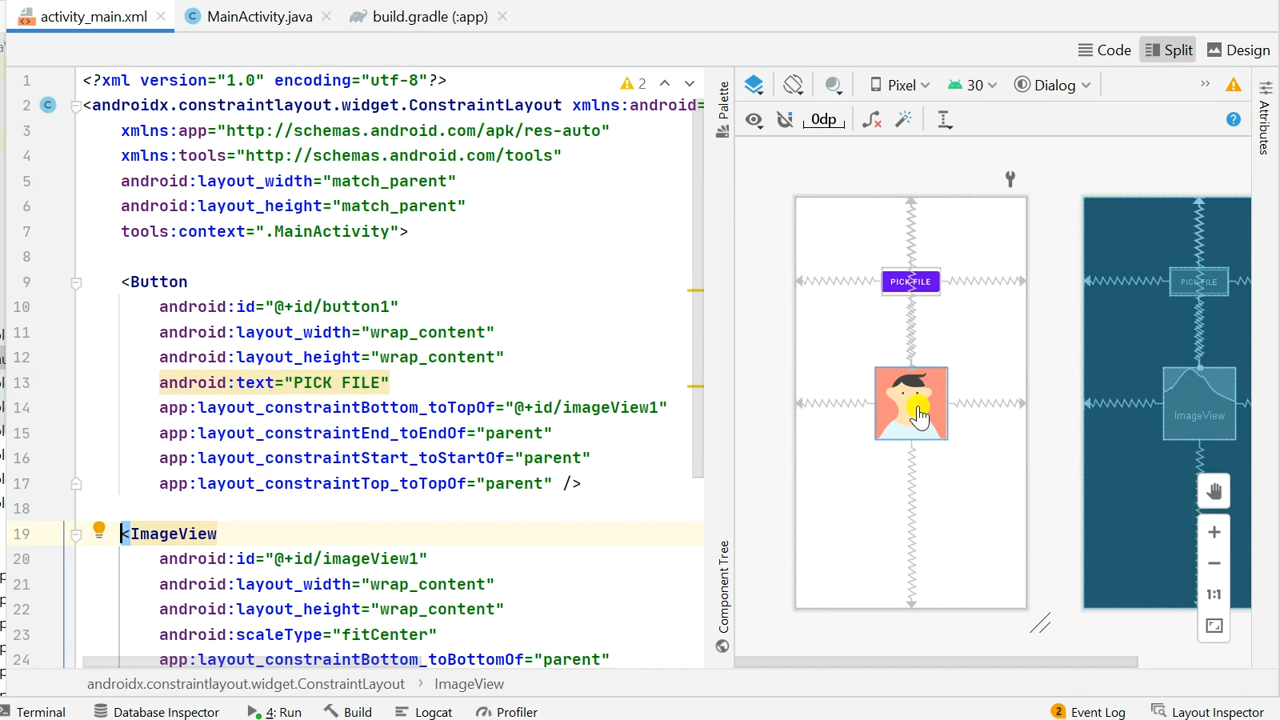 activity_main.xml MainActivity.java build.gradle (:app)
Code Split Design
1 <?xml version="1.0" encoding="utf-8"?> 2
2 <androidx.constraintlayout.widget.ConstraintLayout xmlns:android=
3 xmlns:app="http://schemas.android.com/apk/res-auto"
4 xmlns:tools="http://schemas.android.com/tools"
5 android:layout_width="match_parent"
6 android:layout_height="match_parent"
7 tools:context=".MainActivity">
8
9 <Button
10 android:id="@+id/button1"
11 android:layout_width="wrap_content"
12 android:layout_height="wrap_content"
13 android:text="PICK FILE"
14 app:layout_constraintBottom_toTopOf="@+id/imageView1"
15 app:layout_constraintEnd_toEndOf="parent"
16 app:layout_constraintStart_toStartOf="parent"
17 app:layout_constraintTop_toTopOf="parent" />
18
19 <ImageView
20 android:id="@+id/imageView1"
21 android:layout_width="wrap_content"
22 android:layout_height="wrap_content"
23 android:scaleType="fitCenter"
24 app:layout_constraintBottom_toBottomOf="parent"
androidx.constraintlayout.widget.ConstraintLayout › ImageView
Palette
Component Tree
Pixel 30 Dialog »
0dp
PICK FILE
PICK FILE
ImageView
1:1
Attributes
Terminal Database Inspector 4: Run Build Logcat Profiler 2 Event Log Layout Inspector